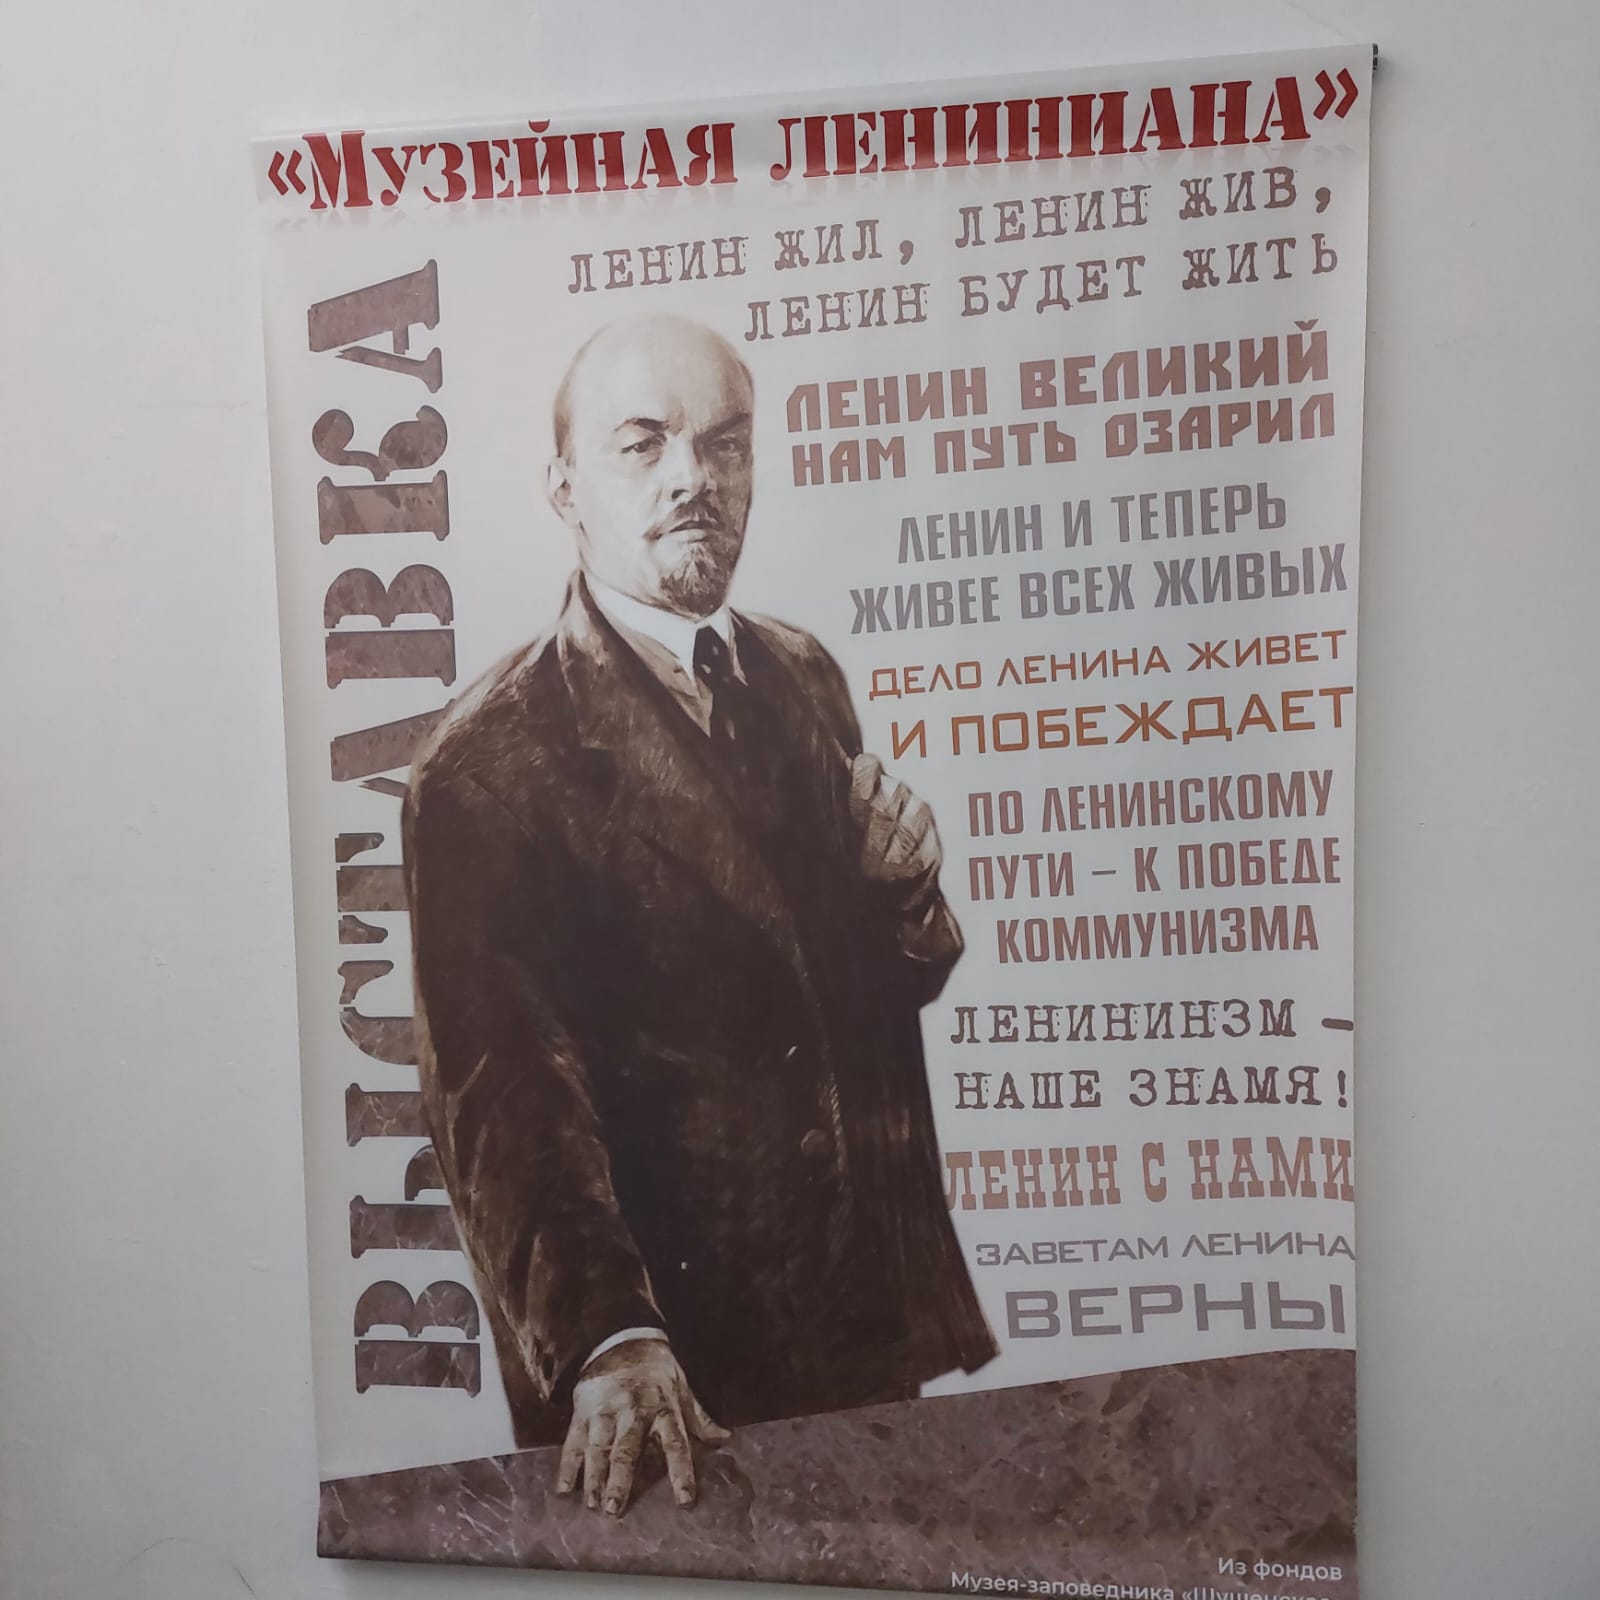 «Музейная Лениниана»
ВЫСТАВКА
ЛЕНИН ЖИЛ, ЛЕНИН ЖИВ,
ЛЕНИН БУДЕТ ЖИТЬ
ЛЕНИН ВЕЛИКИЙ
НАМ ПУТЬ ОЗАРИЛ
ЛЕНИН И ТЕПЕРЬ
ЖИВЕЕ ВСЕХ ЖИВЫХ
ДЕЛО ЛЕНИНА ЖИВЕТ
И ПОБЕЖДАЕТ
ПО ЛЕНИНСКОМУ
ПУТИ – К ПОБЕДЕ
КОММУНИЗМА
ЛЕНИНИНЗМ –
НАШЕ ЗНАМЯ!
ЛЕНИН С НАМИ
ЗАВЕТАМ ЛЕНИНА
ВЕРНЫ
Из фондов
Музея-заповедника